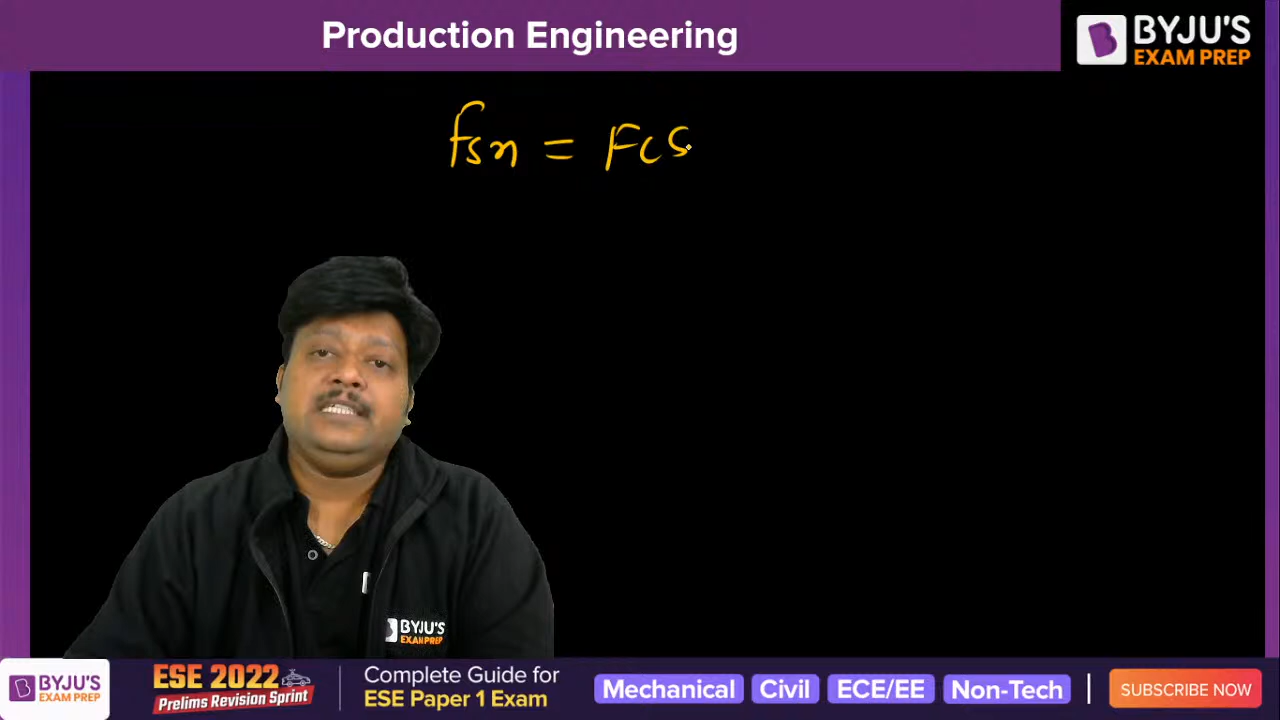 Production Engineering
BYJU'S
EXAM PREP
Fsn = FcS
BYJU'S
EXAM PREP
BYJU'S
EXAM PREP
ESE 2022
Prelims Revision Sprint
Complete Guide for
ESE Paper 1 Exam
Mechanical
Civil
ECE/EE
Non-Tech
SUBSCRIBE NOW